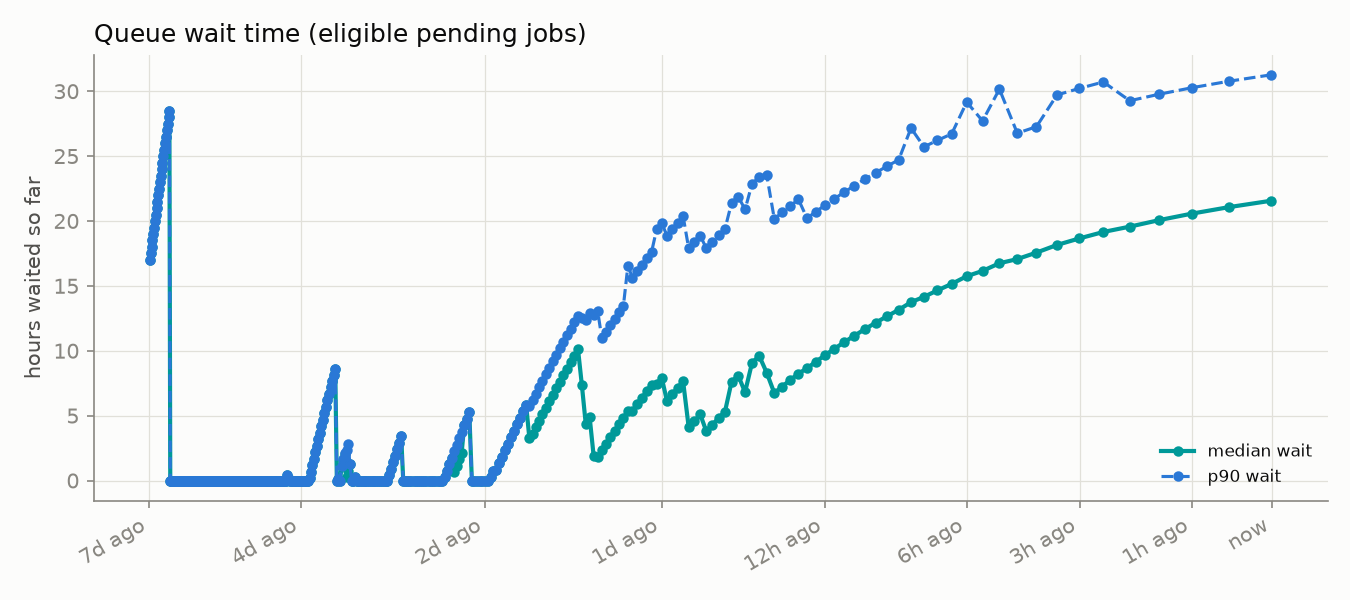 Queue wait time (eligible pending jobs)
hours waited so far
30
25
20
15
10
5
0
median wait
p90 wait
7d ago
4d ago
2d ago
1d ago
12h ago
6h ago
3h ago
1h ago
now